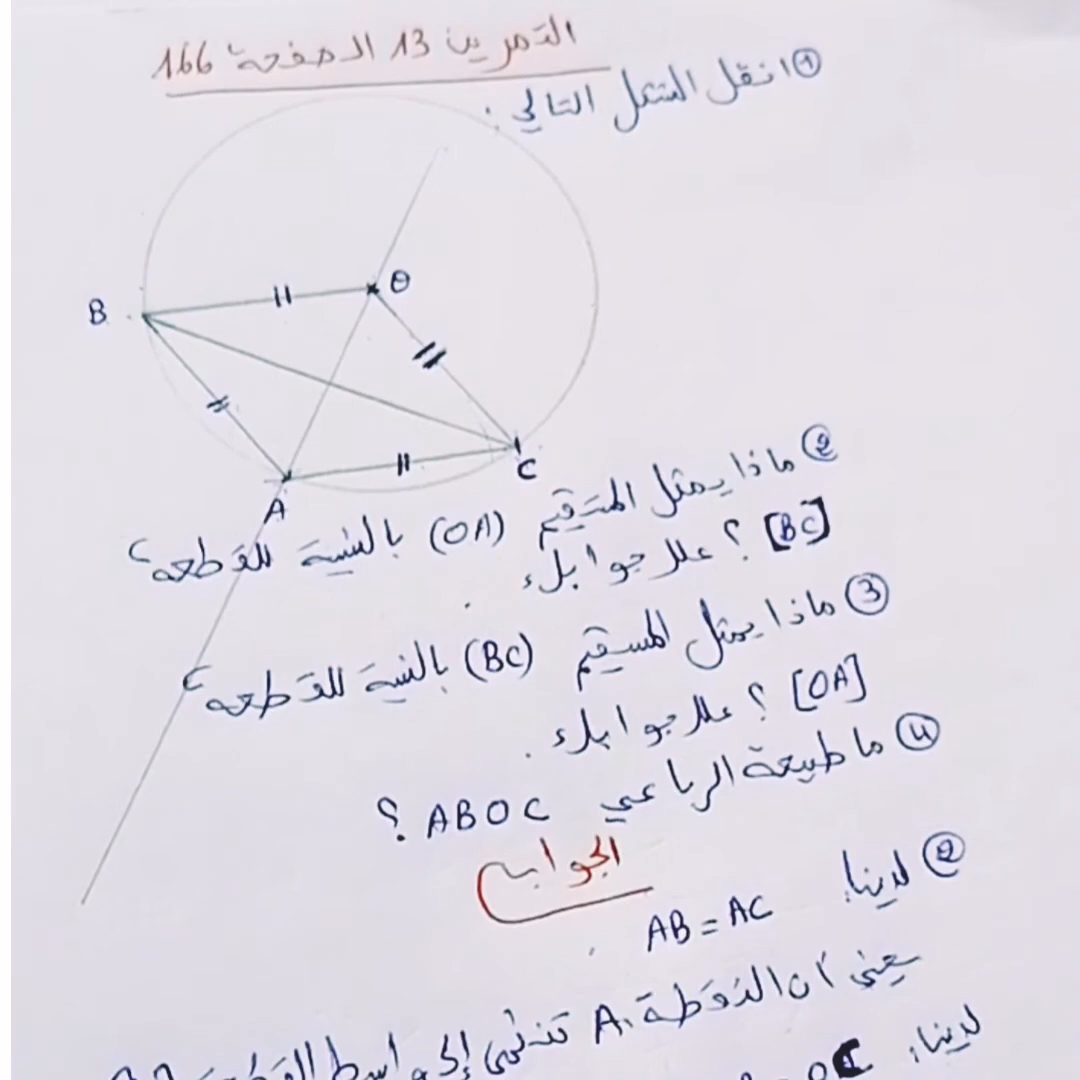 التمرين 13 الصفحة 166
① انقل الشكل التالي :
B
O
A
C
② ماذا يمثل المستقيم (OA) بالنسبة للقطعة
[BC] ؟ علل جوابك .
③ ماذا يمثل المسقيم (BC) بالنسبة للقطعة
[OA] ؟ علل جوابك .
④ ما طبيعة الرباعي ABOC ؟
الجواب
② لدينا:
AB = AC
يعني أن النقطة A تنتمي إلى واسط القطعة
لدينا: